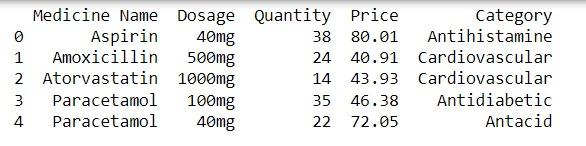 Medicine Name Dosage Quantity Price Category
0 Aspirin 40mg 38 80.01 Antihistamine
1 Amoxicillin 500mg 24 40.91 Cardiovascular
2 Atorvastatin 1000mg 14 43.93 Cardiovascular
3 Paracetamol 100mg 35 46.38 Antidiabetic
4 Paracetamol 40mg 22 72.05 Antacid